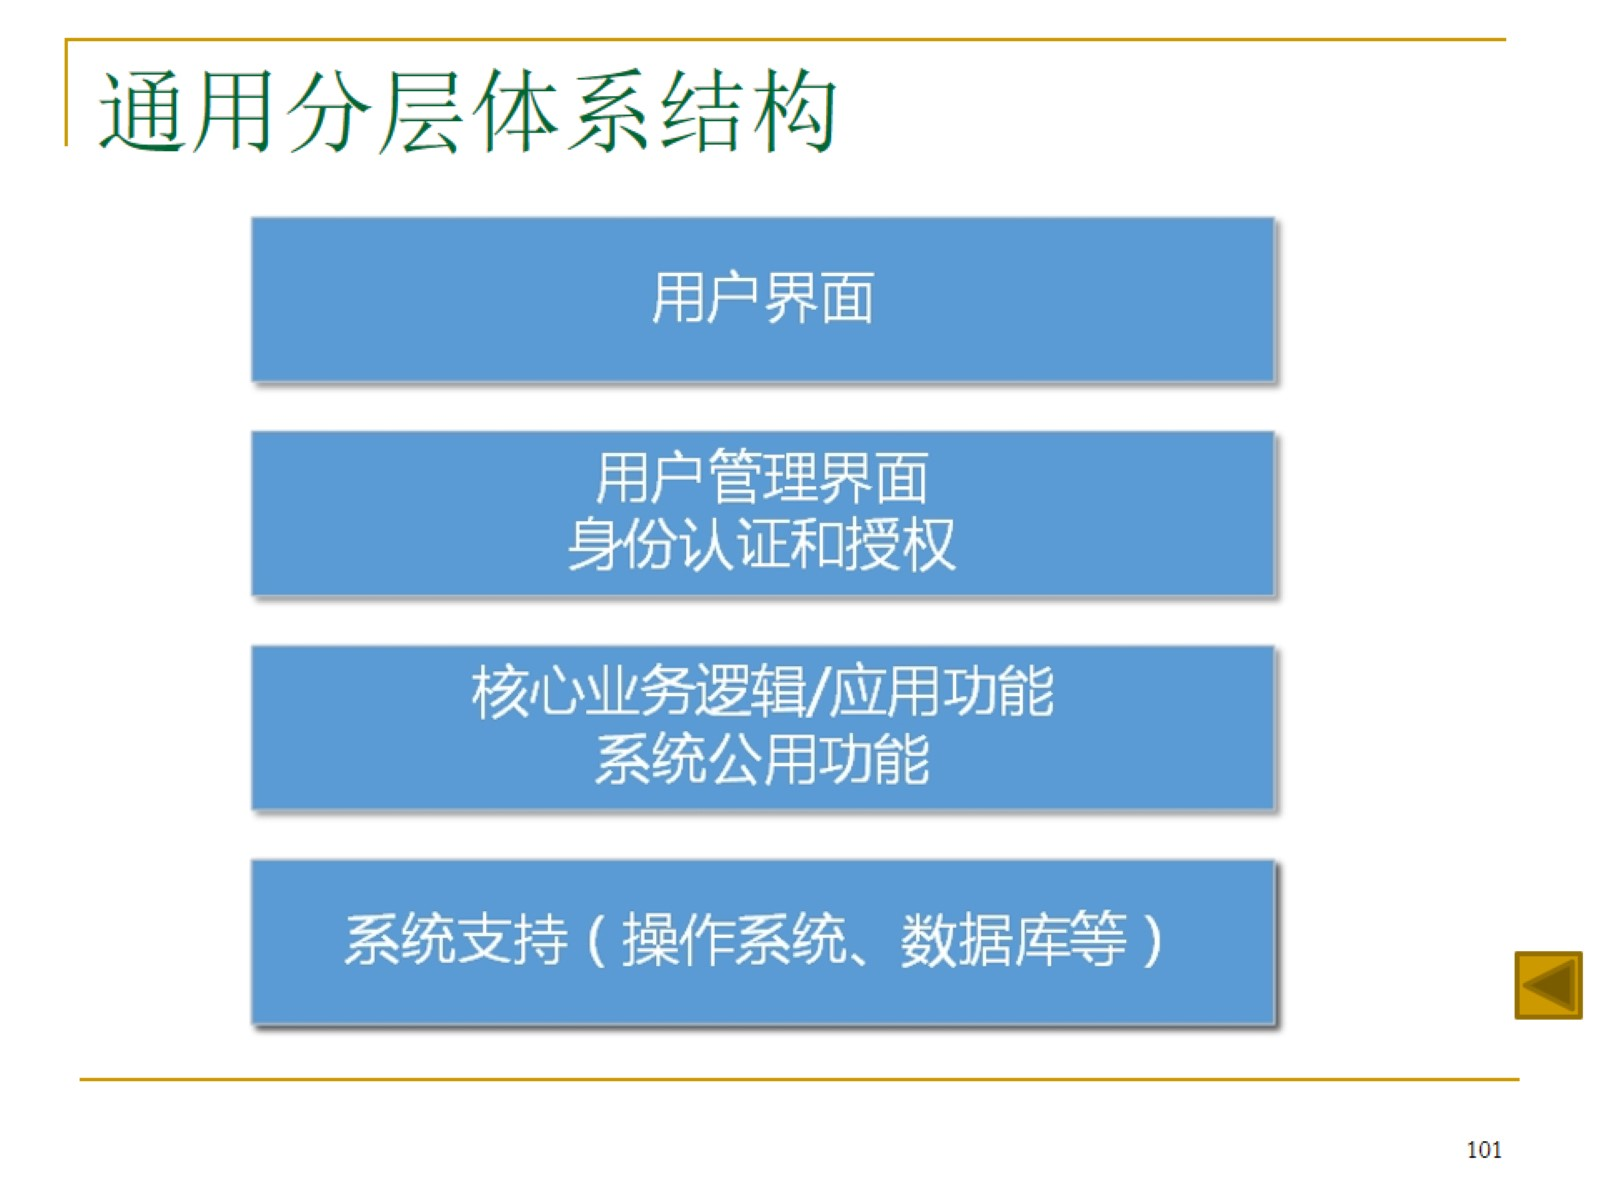 通用分层体系结构
用户界面
用户管理界面
身份认证和授权
核心业务逻辑/应用功能
系统公用功能
系统支持（操作系统、数据库等）
101